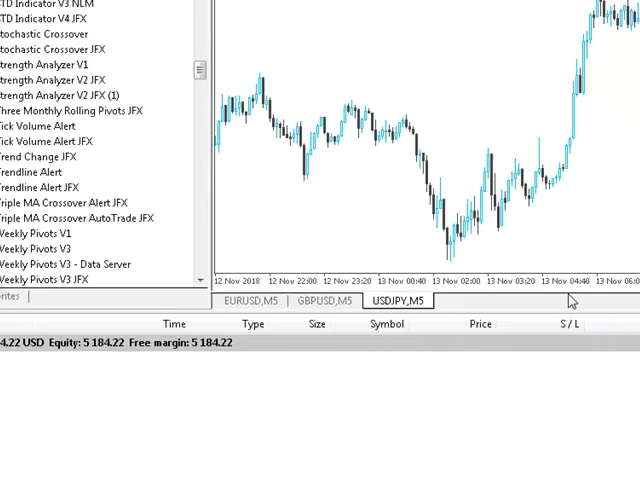 TD Indicator V3 NLM
TD Indicator V4 JFX
tochastic Crossover
tochastic Crossover JFX
trength Analyzer V1
trength Analyzer V2 JFX
trength Analyzer V2 JFX (1)
Three Monthly Rolling Pivots JFX
Tick Volume Alert
Tick Volume Alert JFX
Trend Change JFX
Trendline Alert
Trendline Alert JFX
Triple MA Crossover Alert JFX
Triple MA Crossover AutoTrade JFX
Weekly Pivots V1
Weekly Pivots V3
Weekly Pivots V3 - Data Server
Weekly Pivots V3 JFX
rites
12 Nov 2018 12 Nov 22:00 12 Nov 23:20 13 Nov 00:40 13 Nov 02:00 13 Nov 03:20 13 Nov 04:40 13 Nov 06:0
EURUSD,M5 GBPUSD,M5 USDJPY,M5
Time Type Size Symbol Price S / L
4.22 USD Equity: 5 184.22 Free margin: 5 184.22